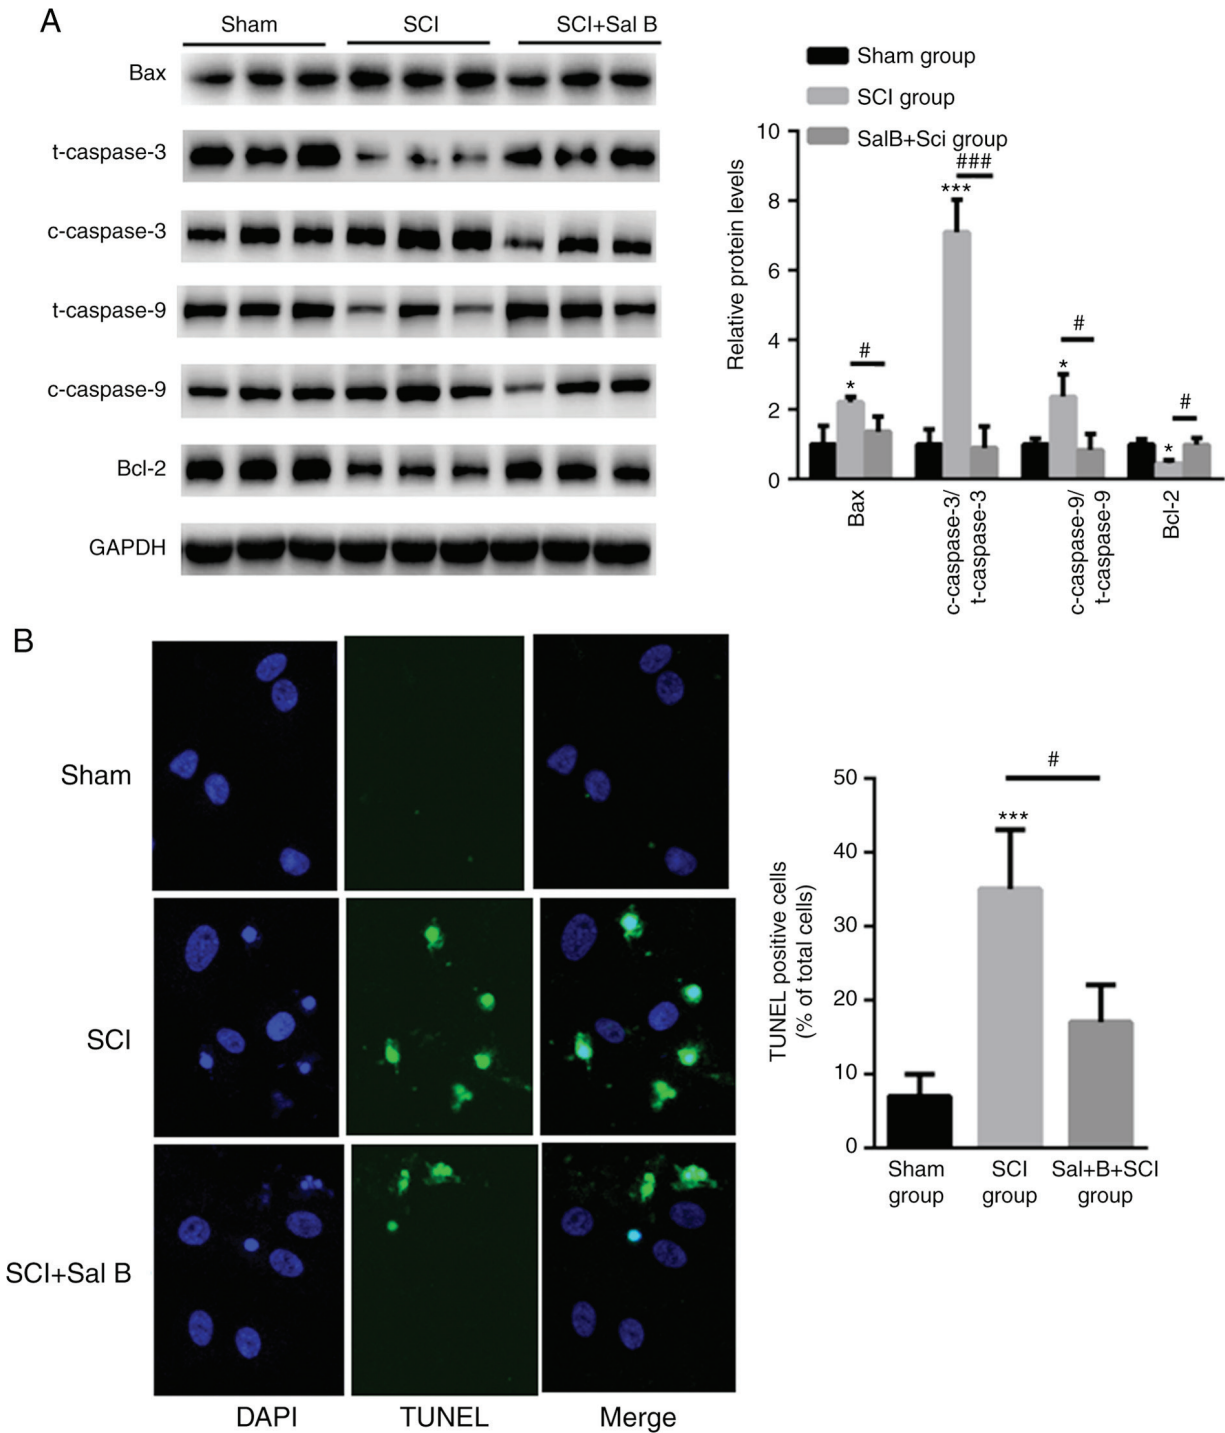 A
Sham
SCI
SCI+Sal B
Bax
t-caspase-3
c-caspase-3
t-caspase-9
c-caspase-9
Bcl-2
GAPDH
Sham group
SCI group
SalB+Sci group
Relative protein levels
10
8
6
4
2
0
*
#
***
###
*
#
*
#
Bax
c-caspase-3/
t-caspase-3
c-caspase-9/
t-caspase-9
Bcl-2
B
Sham
SCI
SCI+Sal B
DAPI
TUNEL
Merge
TUNEL positive cells
(% of total cells)
50
40
30
20
10
0
***
#
Sham
group
SCI
group
Sal+B+SCI
group